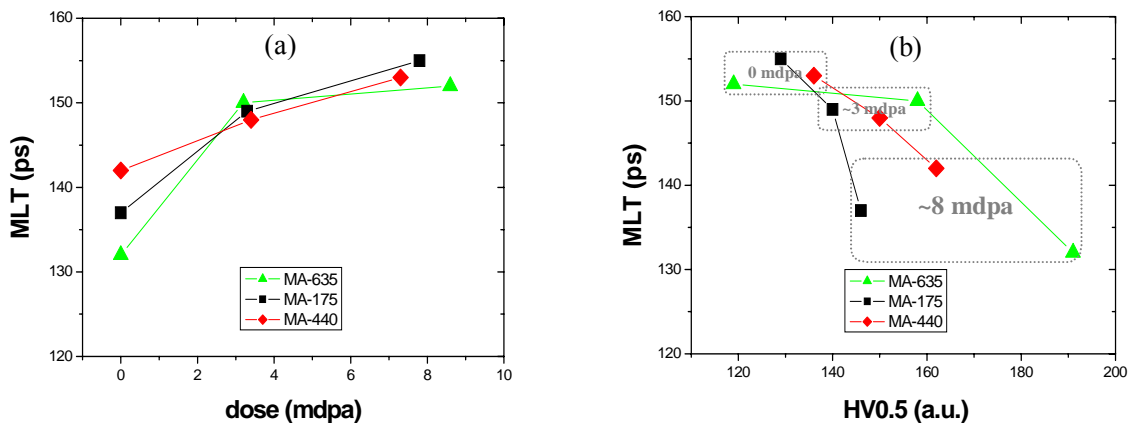 160
150
140
130
120
MLT (ps)
(a)
MA-635
MA-175
MA-440
0 2 4 6 8 10
dose (mdpa)
160
150
140
130
120
MLT (ps)
(b)
0 mdpa
~3 mdpa
~8 mdpa
MA-635
MA-175
MA-440
120 140 160 180 200
HV0.5 (a.u.)